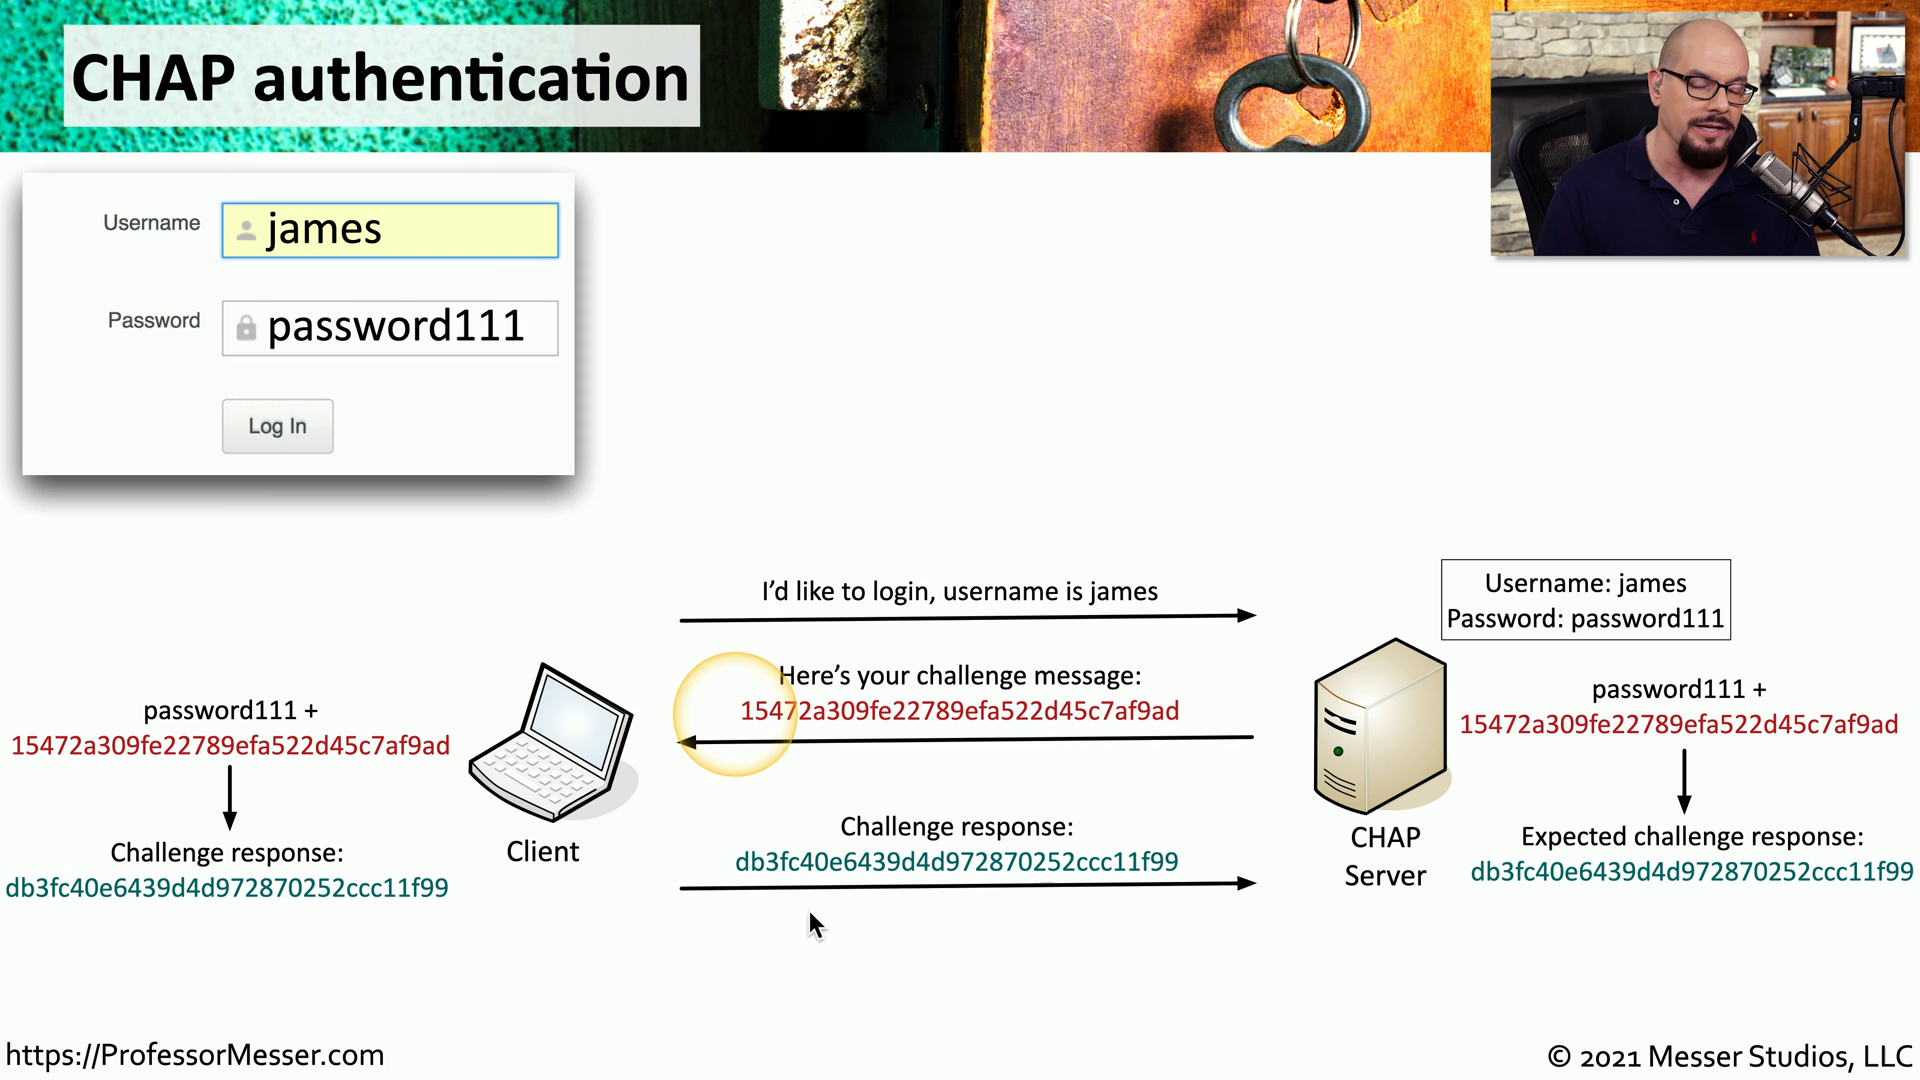 CHAP authentication
Username
james
Password
password111
Log In
I'd like to login, username is james
Username: james
Password: password111
Here's your challenge message:
15472a309fe22789efa522d45c7af9ad
password111 +
15472a309fe22789efa522d45c7af9ad
password111 +
15472a309fe22789efa522d45c7af9ad
Challenge response:
db3fc40e6439d4d972870252ccc11f99
Client
Challenge response:
db3fc40e6439d4d972870252ccc11f99
CHAP
Server
Expected challenge response:
db3fc40e6439d4d972870252ccc11f99
https://ProfessorMesser.com
© 2021 Messer Studios, LLC